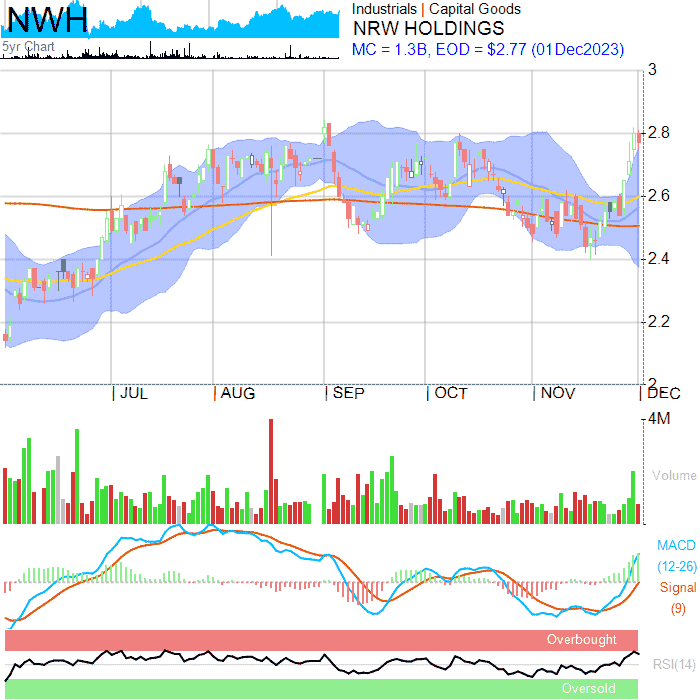 NWH
5yr Chart
Industrials | Capital Goods
NRW HOLDINGS
MC = 1.3B, EOD = $2.77 (01Dec2023)
3
2.8
2.6
2.4
2.2
2
JUL
AUG
SEP
OCT
NOV
DEC
4M
Volume
MACD
(12-26)
Signal
(9)
Overbought
RSI(14)
Oversold